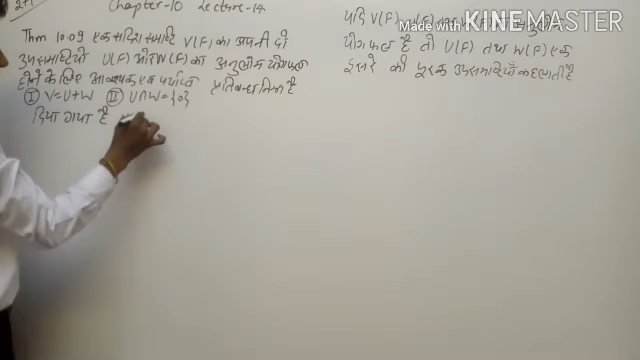 Chapter-10 Lecture-14
Thm 10.09 एक सदिश समष्टि V(F) का अपनी दो
उपसमष्टियों U(F) और W(F) का अनुलोम योगफल
होने के लिए आवश्यक एवं पर्याप्त प्रतिबन्ध निम्न है
Ⓘ V=U+W Ⓘ Ⓘ U∩W={0}
दिया गया है
यदि V(F)
योगफल है तो U(F) तथा W(F) एक
दूसरे की पूरक उपसमष्टियाँ कहलाती है
Made with KINEMASTER